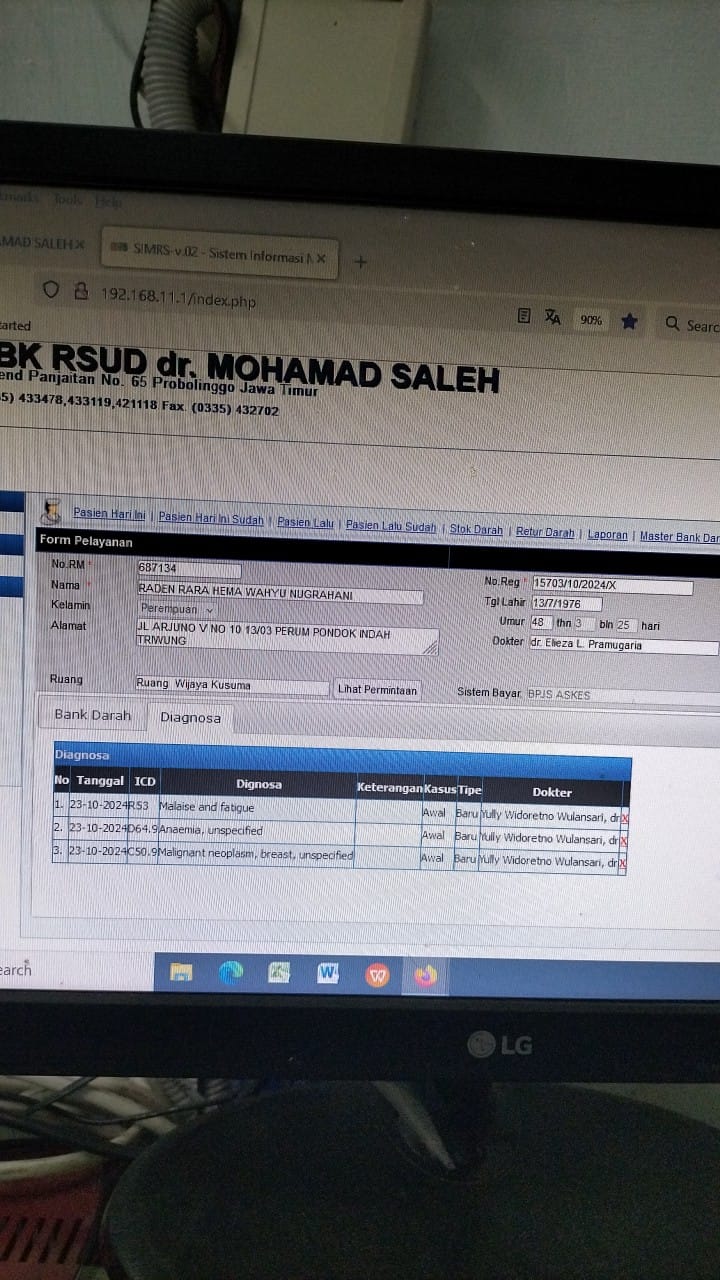 Tools Help
MAD SALEH X SIMRS-v.02 - Sistem Informasi M X +
192.168.11.1/index.php 90% Searc
tarted
BK RSUD dr. MOHAMAD SALEH
end Panjaitan No. 65 Probolinggo Jawa Timur
5) 433478,433119,421118 Fax. (0335) 432702
Pasien Hari Ini | Pasien Hari Ini Sudah | Pasien Lalu | Pasien Lalu Sudah | Stok Darah | Retur Darah | Laporan | Master Bank Dar
Form Pelayanan
No.RM * 687134 No.Reg * 15703/10/2024/X
Nama * RADEN RARA HEMA WAHYU NUGRAHANI Tgl Lahir 13/7/1976
Kelamin Perempuan Umur 48 thn 3 bln 25 hari
Alamat JL ARJUNO V NO 10 13/03 PERUM PONDOK INDAH Dokter dr. Elieza L. Pramugaria
TRIWUNG
Ruang Ruang Wijaya Kusuma Lihat Permintaan Sistem Bayar BPJS ASKES
Bank Darah Diagnosa
Diagnosa
No Tanggal ICD Dignosa Keterangan Kasus Tipe Dokter
1. 23-10-2024 R53 Malaise and fatigue Awal Baru Yully Widoretno Wulansari, dr X
2. 23-10-2024 D64.9 Anaemia, unspecified Awal Baru Yully Widoretno Wulansari, dr X
3. 23-10-2024 C50.9 Malignant neoplasm, breast, unspecified Awal Baru Yully Widoretno Wulansari, dr X
earch
LG